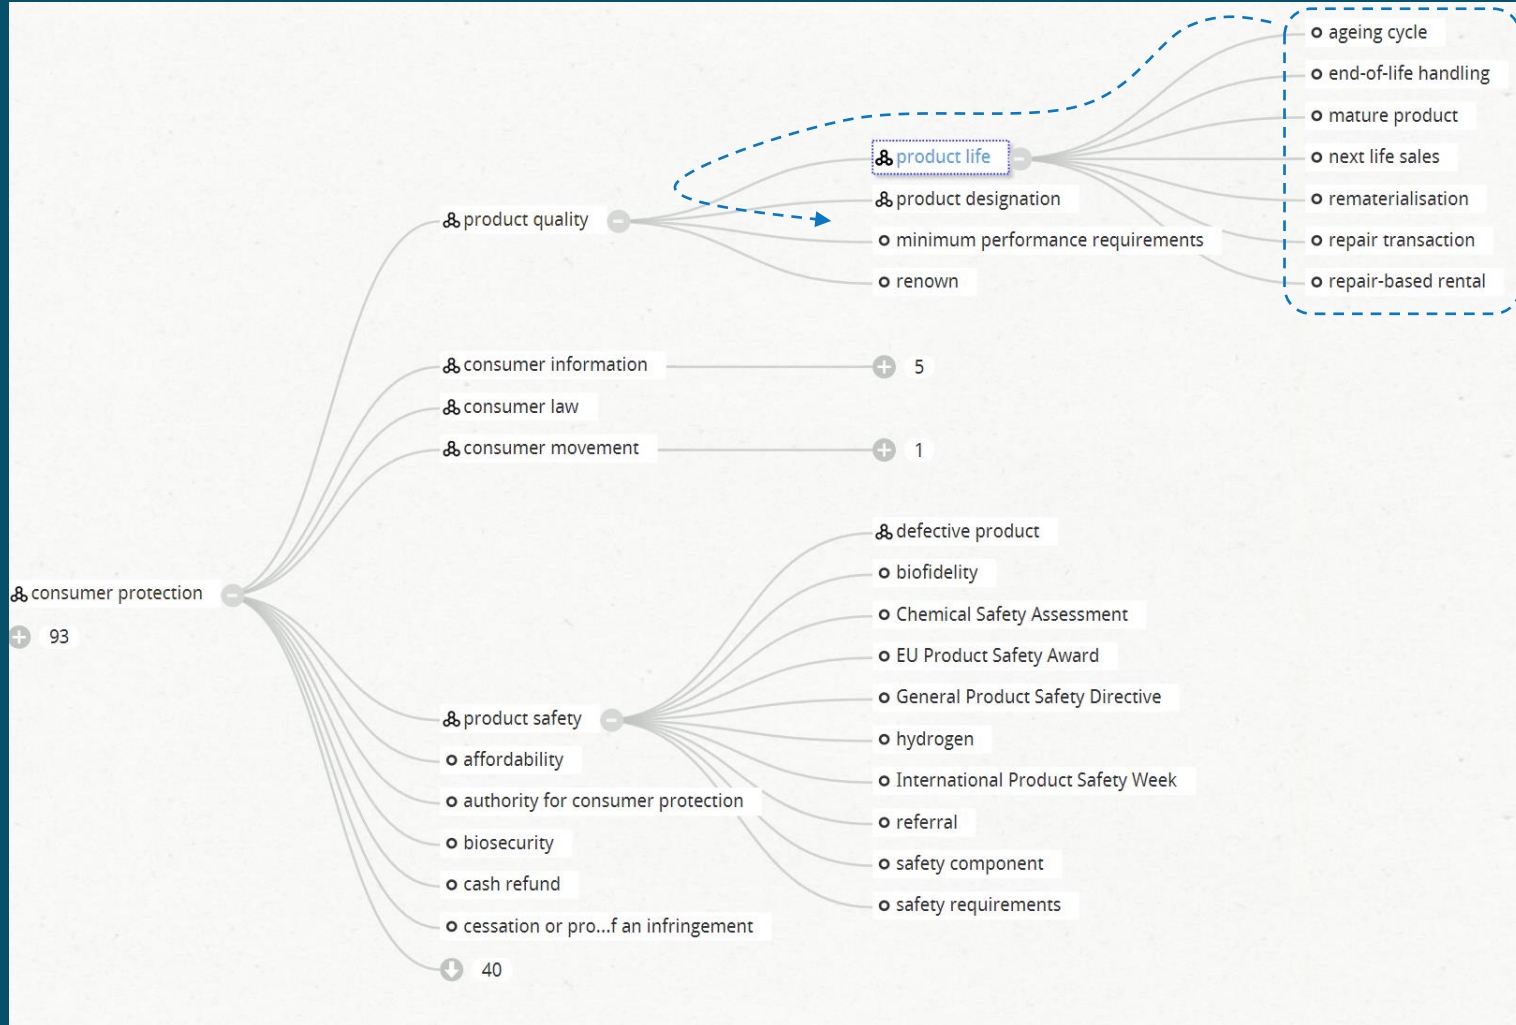 ageing cycle
end-of-life handling
mature product
product life
next life sales
product designation
rematerialisation
product quality
minimum performance requirements
repair transaction
renown
repair-based rental
consumer information
5
consumer law
consumer movement
1
defective product
biofidelity
consumer protection
Chemical Safety Assessment
93
EU Product Safety Award
General Product Safety Directive
product safety
hydrogen
affordability
International Product Safety Week
authority for consumer protection
referral
biosecurity
safety component
cash refund
safety requirements
cessation or pro...f an infringement
40